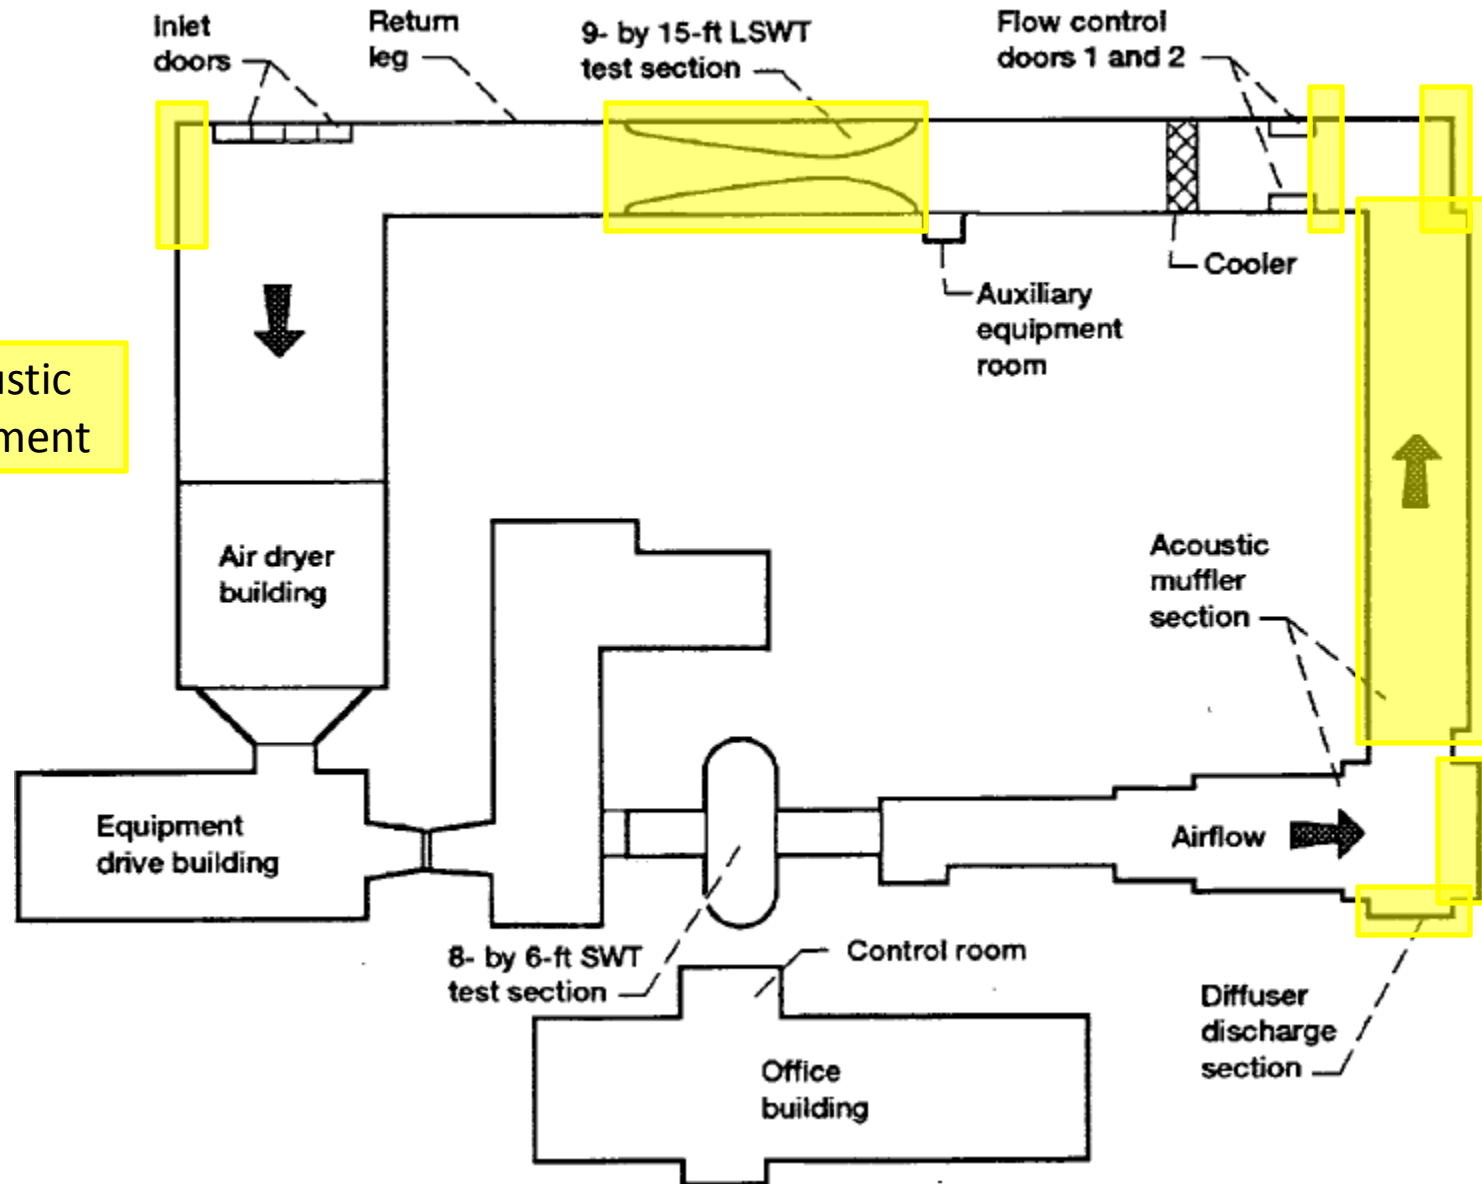 Inlet
doors
Return
leg
9- by 15-ft LSWT
test section
Flow control
doors 1 and 2
Cooler
Auxiliary
equipment
room
Air dryer
building
Acoustic
muffler
section
Equipment
drive building
Airflow
8- by 6-ft SWT
test section
Control room
Diffuser
discharge
section
Office
building